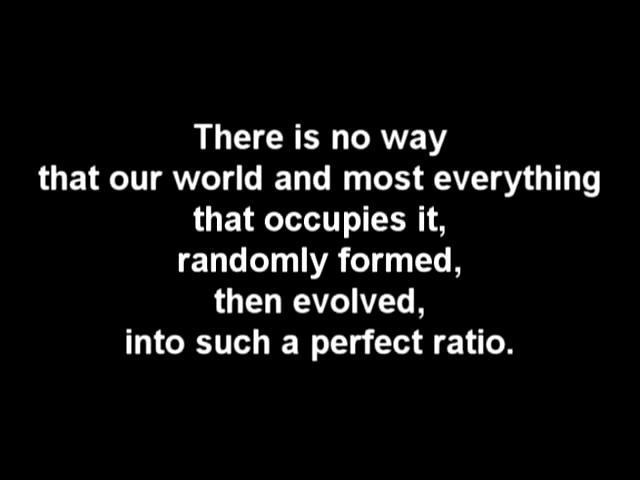 There is no way
that our world and most everything
that occupies it,
randomly formed,
then evolved,
into such a perfect ratio.